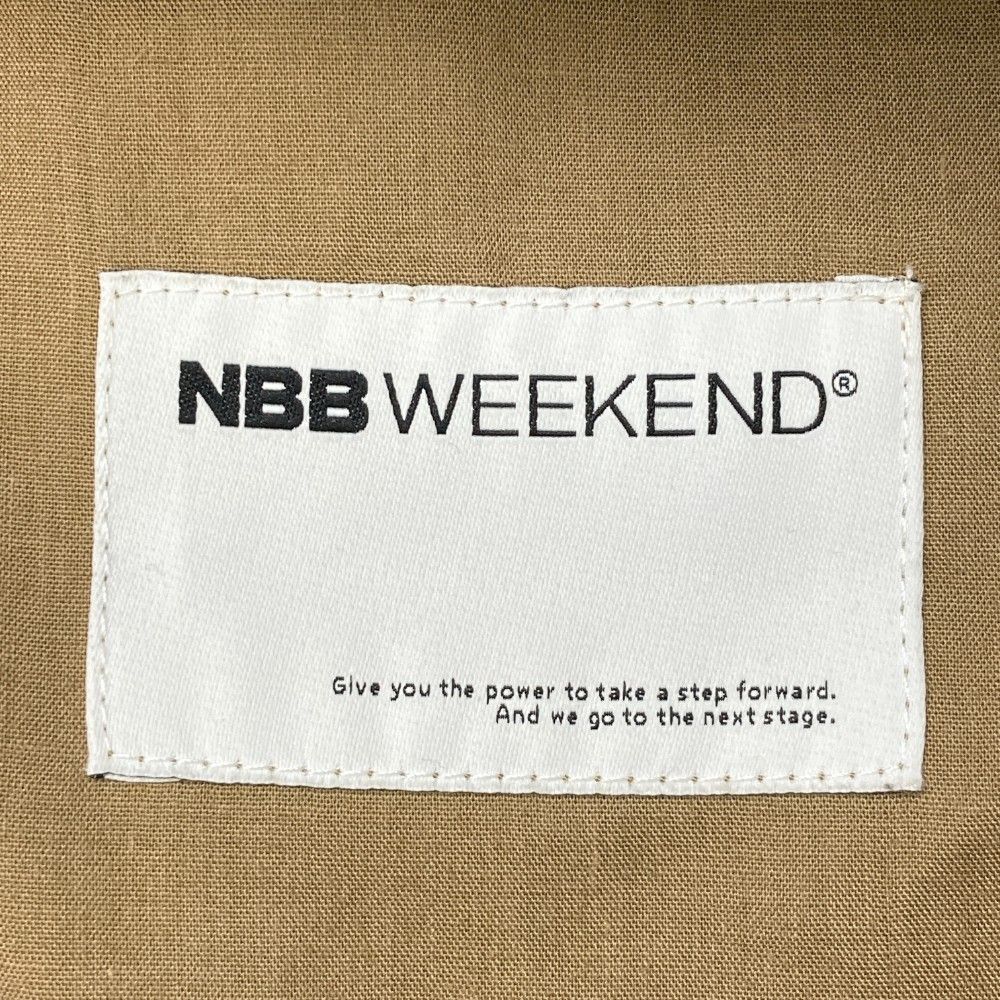 NBB WEEKEND®
Give you the power to take a step forward.
And we go to the next stage.